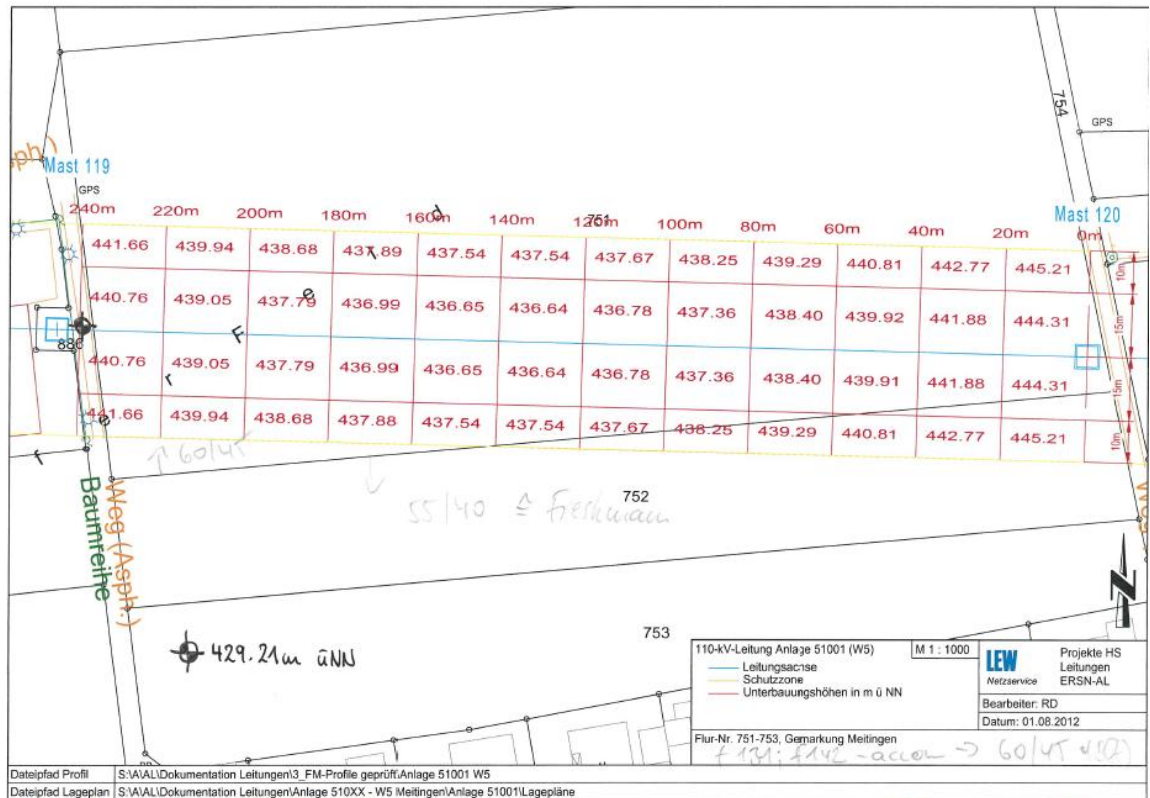 754
GPS
ph.)
Mast 119
GPS
Mast 120
240m 220m 200m 180m 160m 140m 120m 100m 80m 60m 40m 20m 0m
751
441.66 439.94 438.68 437.89 437.54 437.54 437.67 438.25 439.29 440.81 442.77 445.21
10m
440.76 439.05 437.79 436.99 436.65 436.64 436.78 437.36 438.40 439.92 441.88 444.31
15m
886
440.76 439.05 437.79 436.99 436.65 436.64 436.78 437.36 438.40 439.91 441.88 444.31
15m
441.66 439.94 438.68 437.88 437.54 437.54 437.67 438.25 439.29 440.81 442.77 445.21
10m
r e r F e l d
↑ 60/45
55/40 ≙
752
Baumreihe
Weg (Asph.)
N
429.21m üNN
753
110-kV-Leitung Anlage 51001 (W5)
M 1 : 1000
Leitungsachse
Schutzzone
Unterbauungshöhen in m ü NN
LEW
Netzservice
Projekte HS
Leitungen
ERSN-AL
Bearbeiter: RD
Datum: 01.08.2012
Flur-Nr. 751-753, Gemarkung Meitingen
60/45
Dateipfad Profil S:\A\AL\Dokumentation Leitungen\3_FM-Profile geprüft\Anlage 51001 W5
Dateipfad Lageplan S:\A\AL\Dokumentation Leitungen\Anlage 510XX - W5 Meitingen\Anlage 51001\Lagepläne